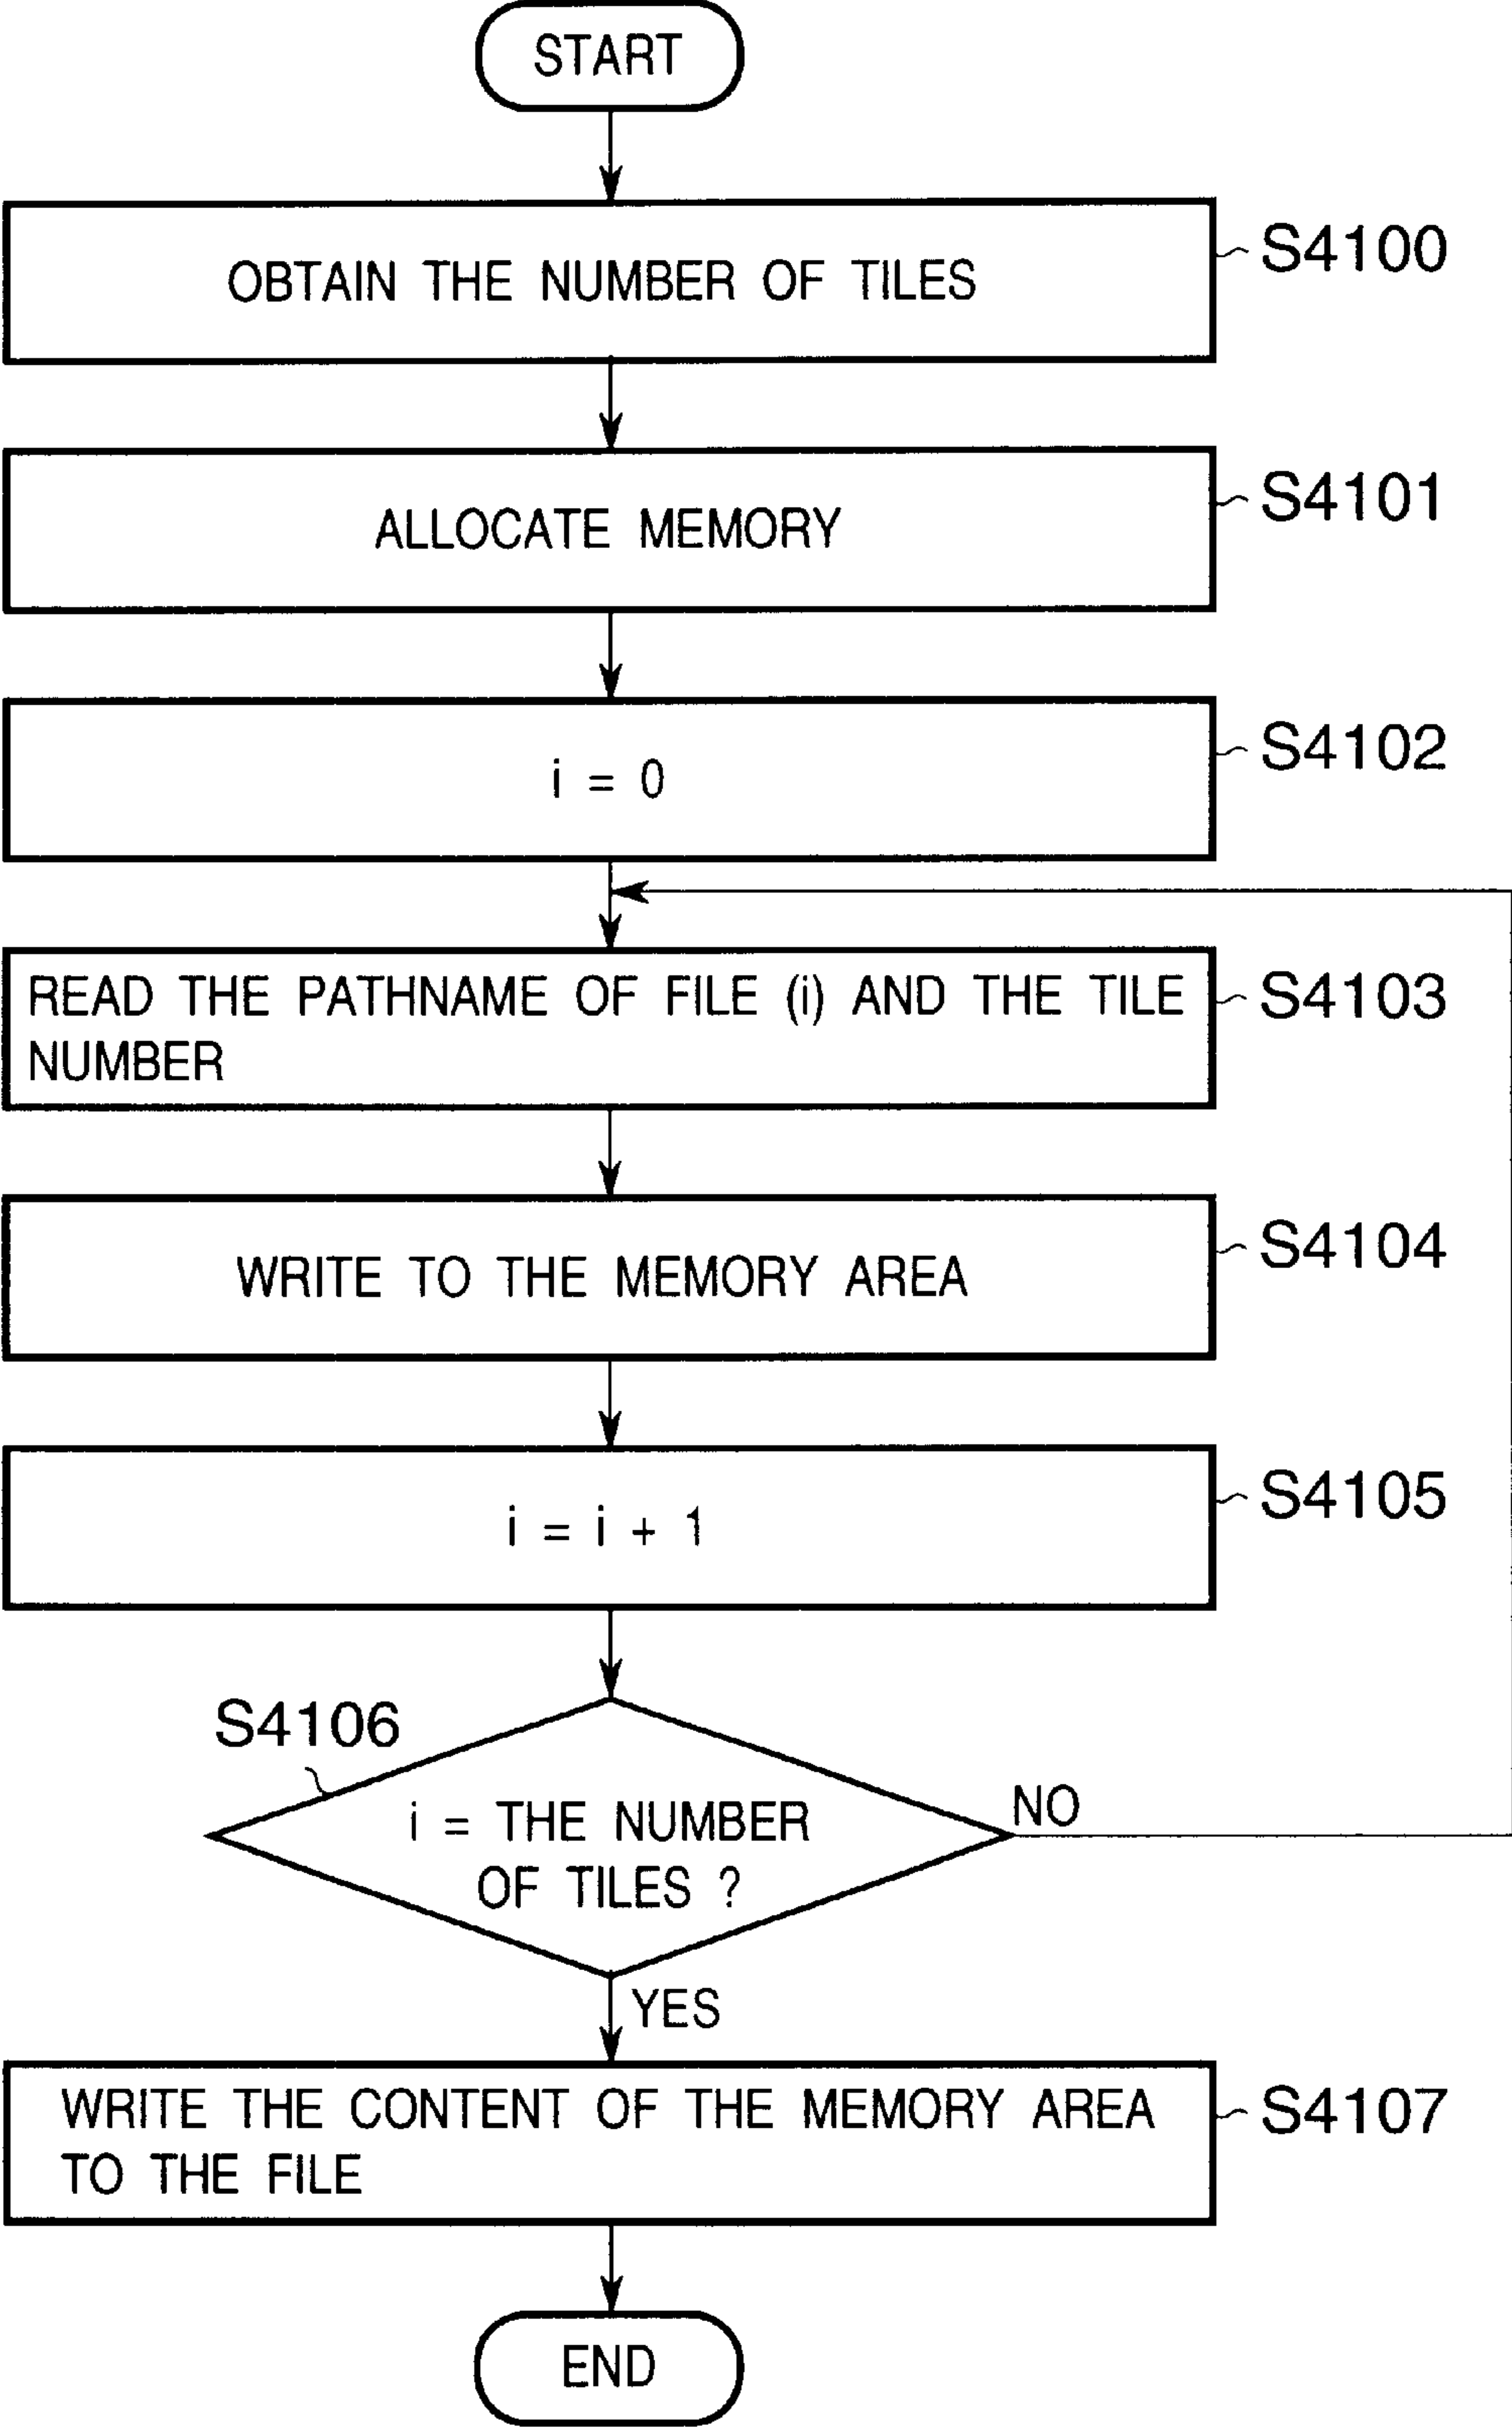 START
OBTAIN THE NUMBER OF TILES
S4100
ALLOCATE MEMORY
S4101
i = 0
S4102
READ THE PATHNAME OF FILE (i) AND THE TILE
NUMBER
S4103
WRITE TO THE MEMORY AREA
S4104
i = i + 1
S4105
S4106
i = THE NUMBER
OF TILES ?
NO
YES
WRITE THE CONTENT OF THE MEMORY AREA
TO THE FILE
S4107
END